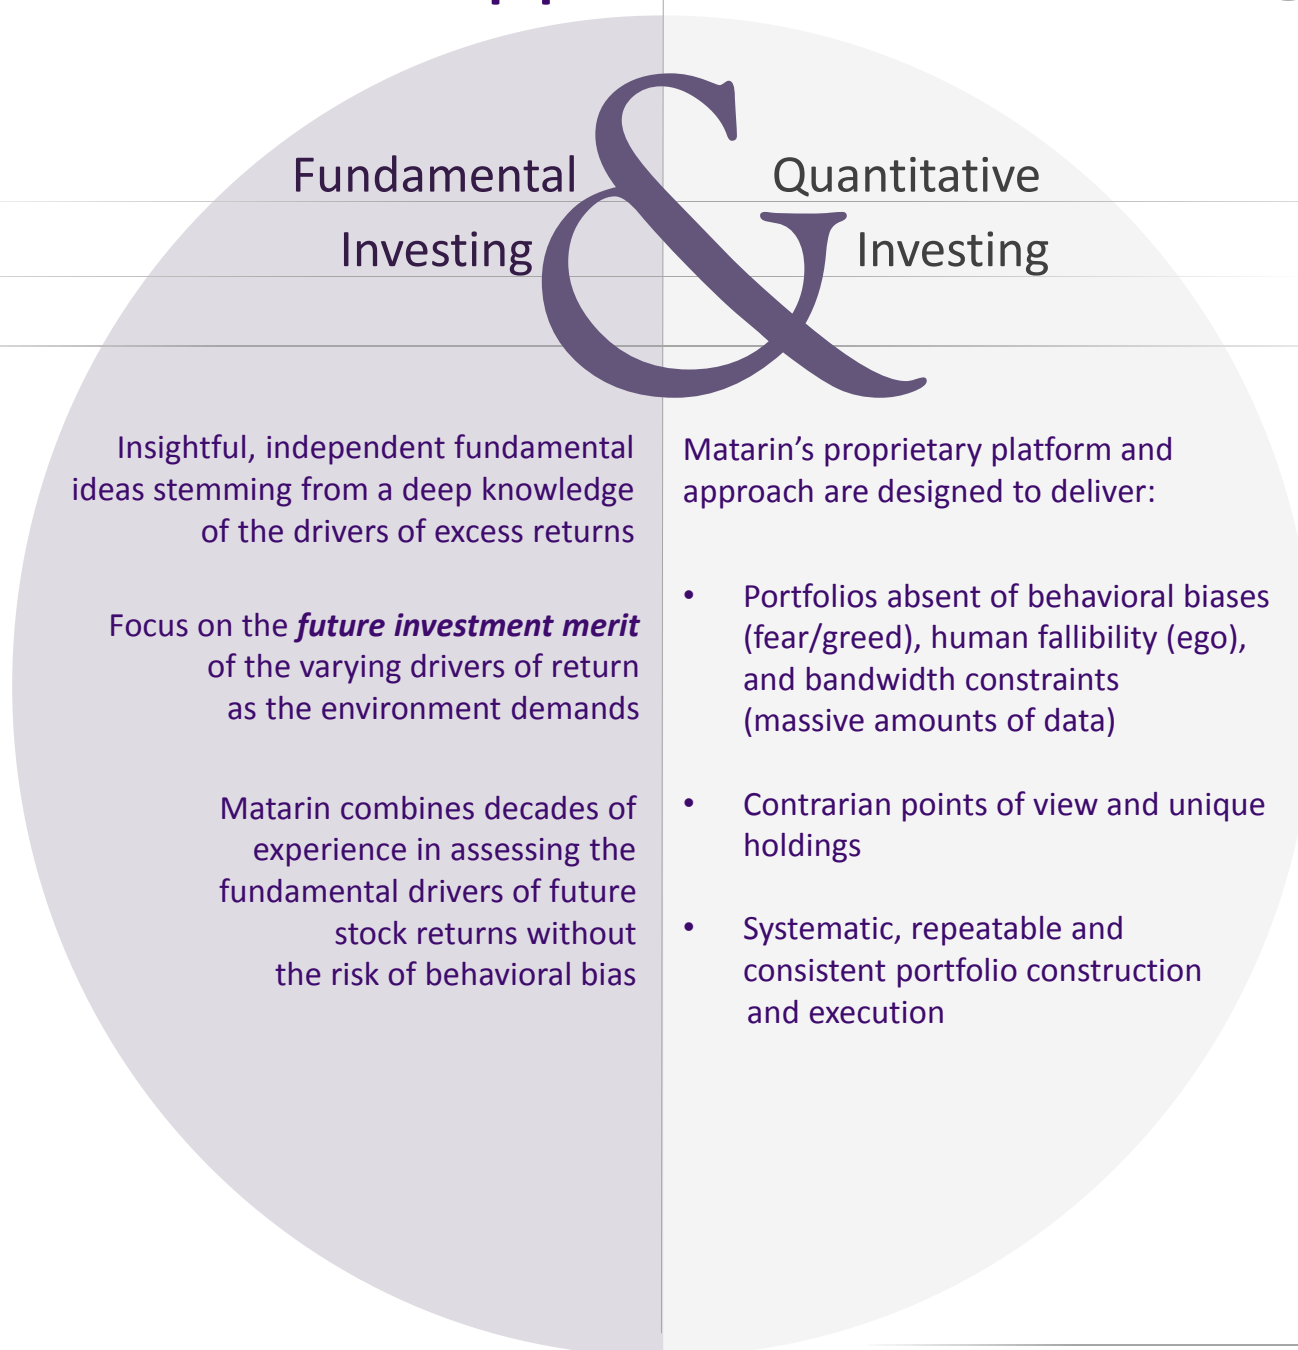 Fundamental
Investing
&
Quantitative
Investing
Insightful, independent fundamental
ideas stemming from a deep knowledge
of the drivers of excess returns
Focus on the future investment merit
of the varying drivers of return
as the environment demands
Matarin combines decades of
experience in assessing the
fundamental drivers of future
stock returns without
the risk of behavioral bias
Matarin’s proprietary platform and
approach are designed to deliver:
• Portfolios absent of behavioral biases
(fear/greed), human fallibility (ego),
and bandwidth constraints
(massive amounts of data)
• Contrarian points of view and unique
holdings
• Systematic, repeatable and
consistent portfolio construction
and execution